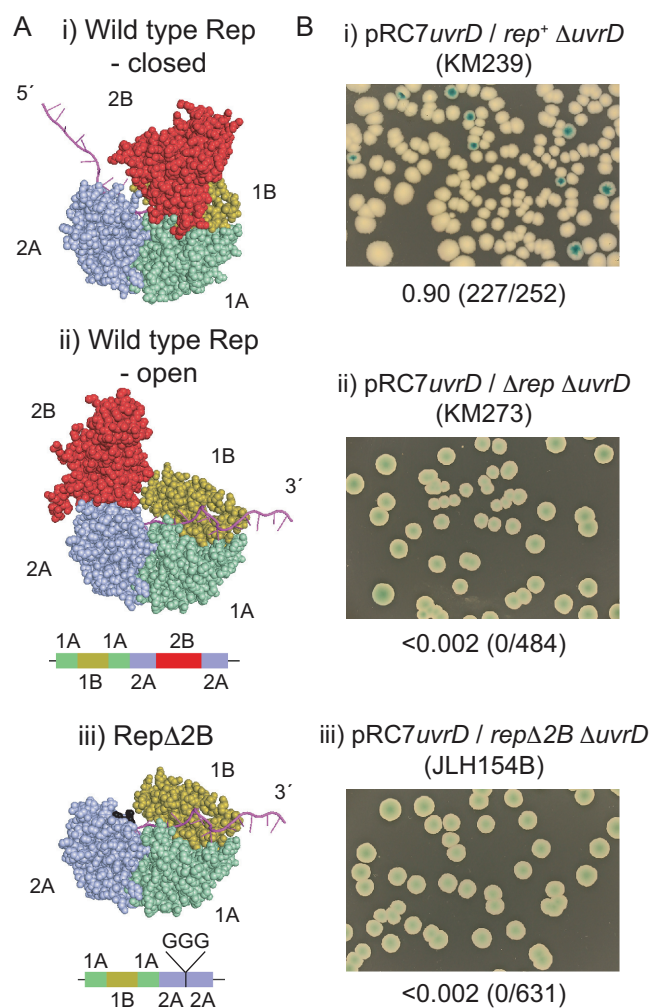 A
i) Wild type Rep
- closed
5´
2B
1B
2A
1A
ii) Wild type Rep
- open
2B
1B
3´
2A
1A
1A 1A 2B
1B 2A 2A
iii) RepΔ2B
1B
3´
2A
1A
GGG
1A 1A
1B 2A 2A
B
i) pRC7uvrD / rep⁺ ΔuvrD
(KM239)
0.90 (227/252)
ii) pRC7uvrD / Δrep ΔuvrD
(KM273)
<0.002 (0/484)
iii) pRC7uvrD / repΔ2B ΔuvrD
(JLH154B)
<0.002 (0/631)